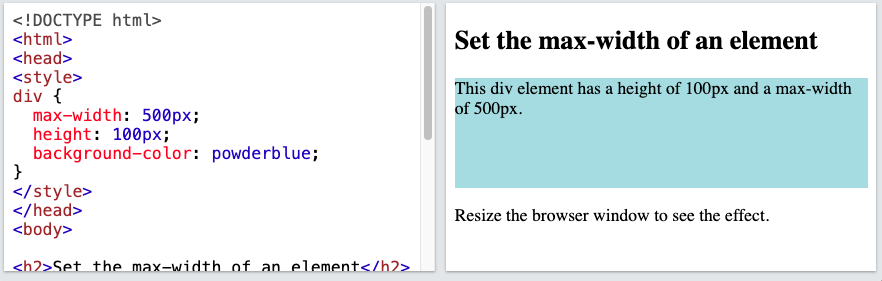 <!DOCTYPE html>
<html>
<head>
<style>
div {
  max-width: 500px;
  height: 100px;
  background-color: powderblue;
}
</style>
</head>
<body>

<h2>Set the max-width of an element</h2>
Set the max-width of an element
This div element has a height of 100px and a max-width
of 500px.
Resize the browser window to see the effect.